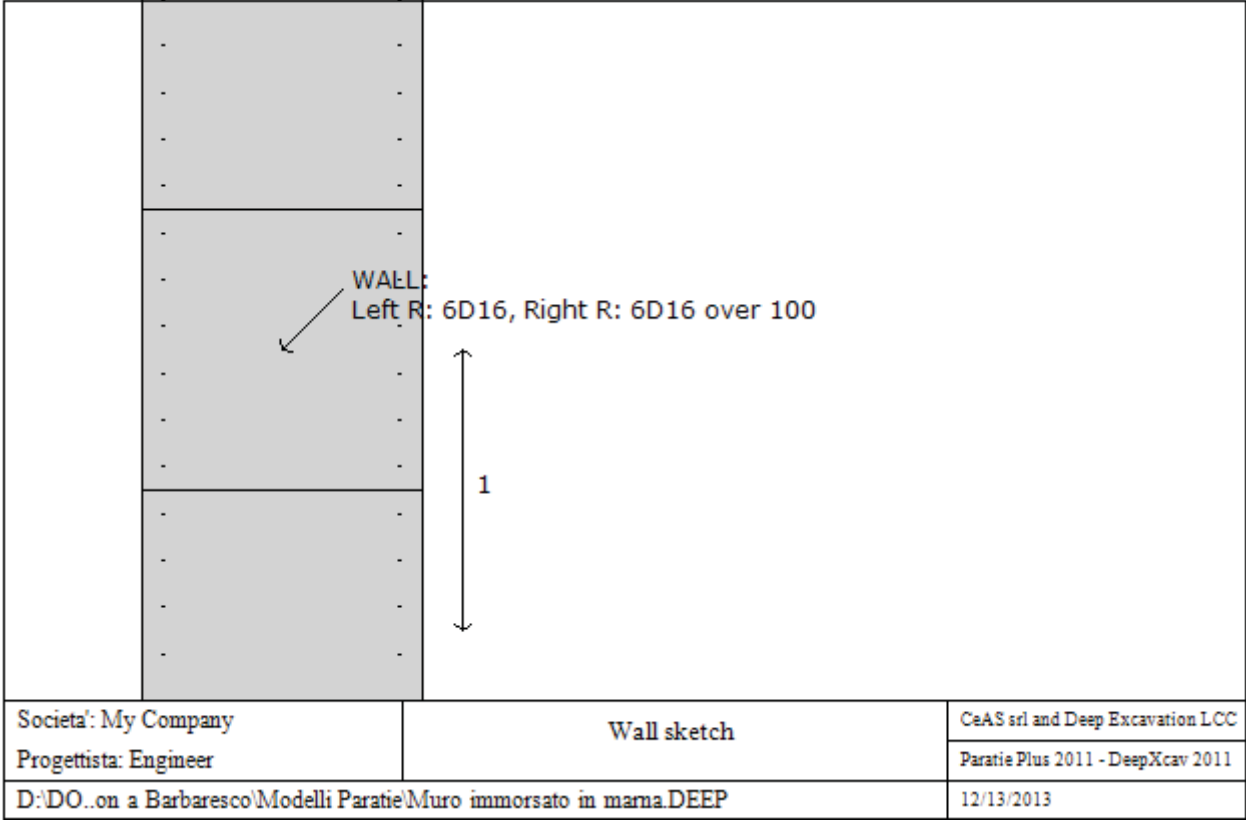 WALL:
Left R: 6D16, Right R: 6D16 over 100
1
Societa': My Company
Progettista: Engineer
Wall sketch
CeAS srl and Deep Excavation LCC
Paratie Plus 2011 - DeepXcav 2011
D:\DO..on a Barbaresco\Modelli Paratie\Muro immorsato in marna.DEEP
12/13/2013